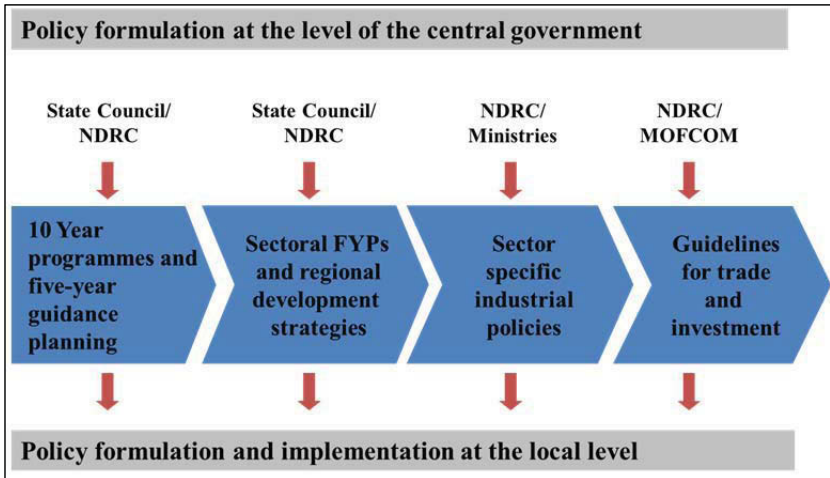 Policy formulation at the level of the central government
State Council/
NDRC
State Council/
NDRC
NDRC/
Ministries
NDRC/
MOFCOM
10 Year
programmes and
five-year
guidance
planning
Sectoral FYPs
and regional
development
strategies
Sector
specific
industrial
policies
Guidelines
for trade
and
investment
Policy formulation and implementation at the local level